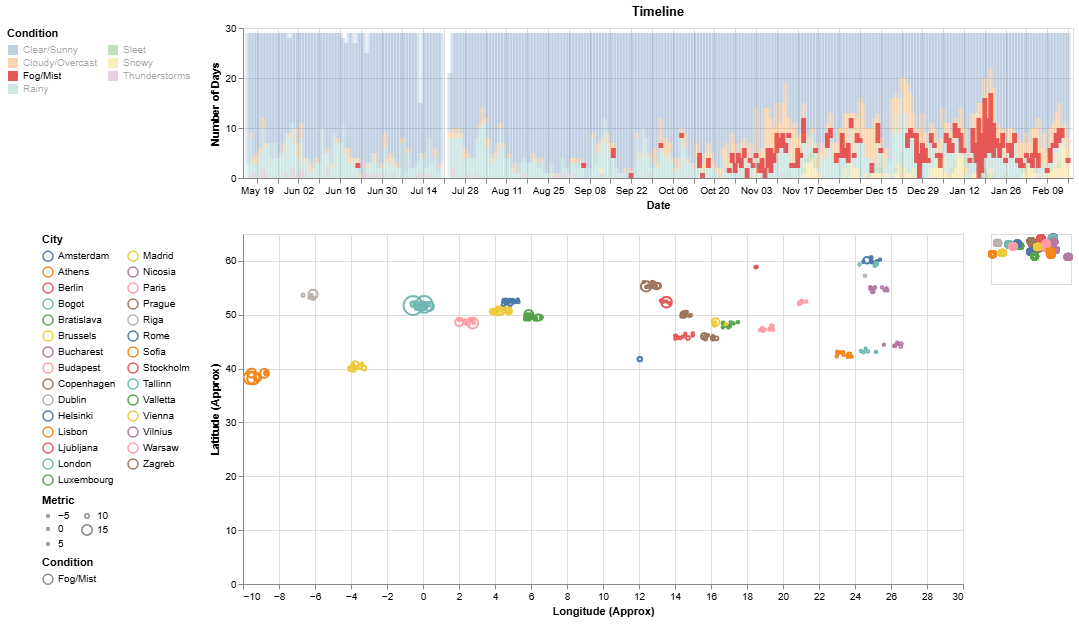 Timeline
Condition
Clear/Sunny
Cloudy/Overcast
Fog/Mist
Rainy
Sleet
Snowy
Thunderstorms
Number of Days
30
20
10
0
May 19 Jun 02 Jun 16 Jun 30 Jul 14 Jul 28 Aug 11 Aug 25 Sep 08 Sep 22 Oct 06 Oct 20 Nov 03 Nov 17 December Dec 15 Dec 29 Jan 12 Jan 26 Feb 09
Date
City
Amsterdam
Athens
Berlin
Bogot
Bratislava
Brussels
Bucharest
Budapest
Copenhagen
Dublin
Helsinki
Lisbon
Ljubljana
London
Luxembourg
Madrid
Nicosia
Paris
Prague
Riga
Rome
Sofia
Stockholm
Tallinn
Valletta
Vienna
Vilnius
Warsaw
Zagreb
Metric
−5
0
5
10
15
Condition
Fog/Mist
Latitude (Approx)
60
50
40
30
20
10
0
−10 −8 −6 −4 −2 0 2 4 6 8 10 12 14 16 18 20 22 24 26 28 30
Longitude (Approx)